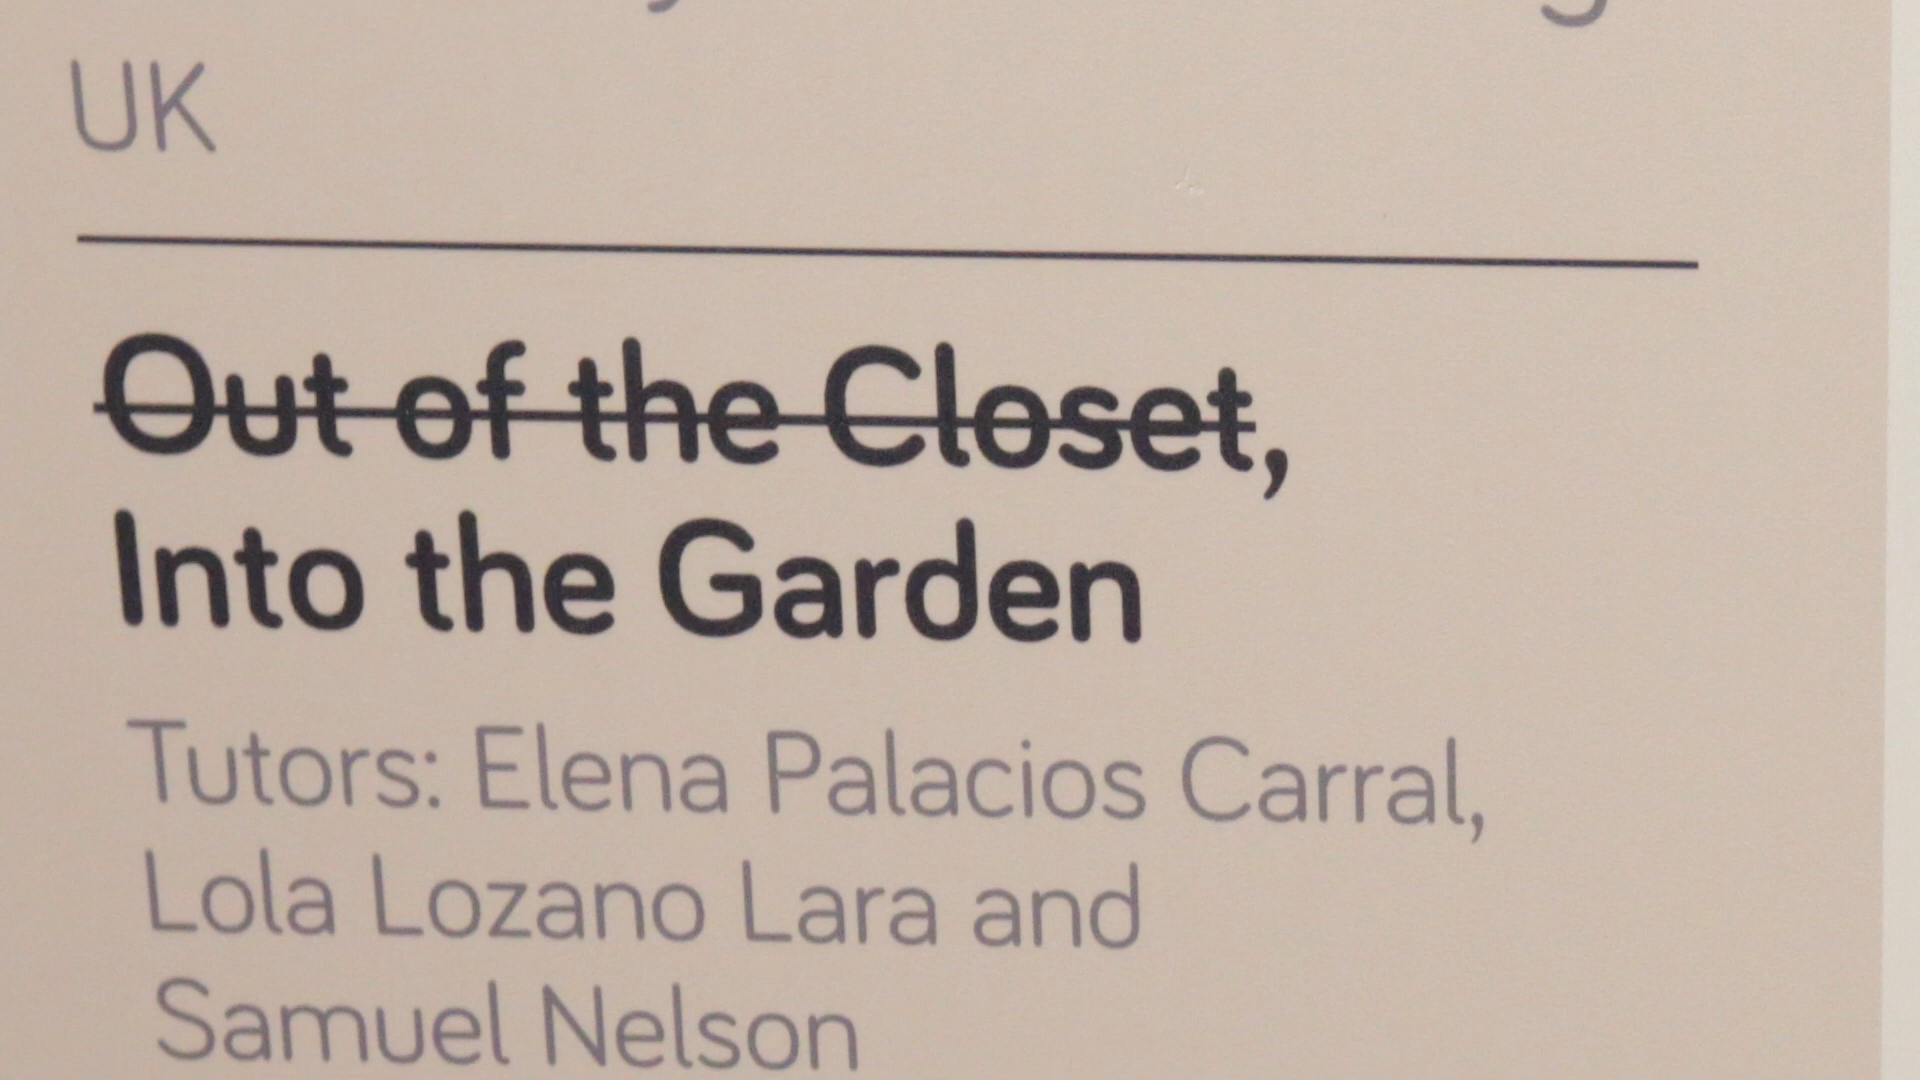 UK
Out of the Closet,
Into the Garden
Tutors: Elena Palacios Carral,
Lola Lozano Lara and
Samuel Nelson